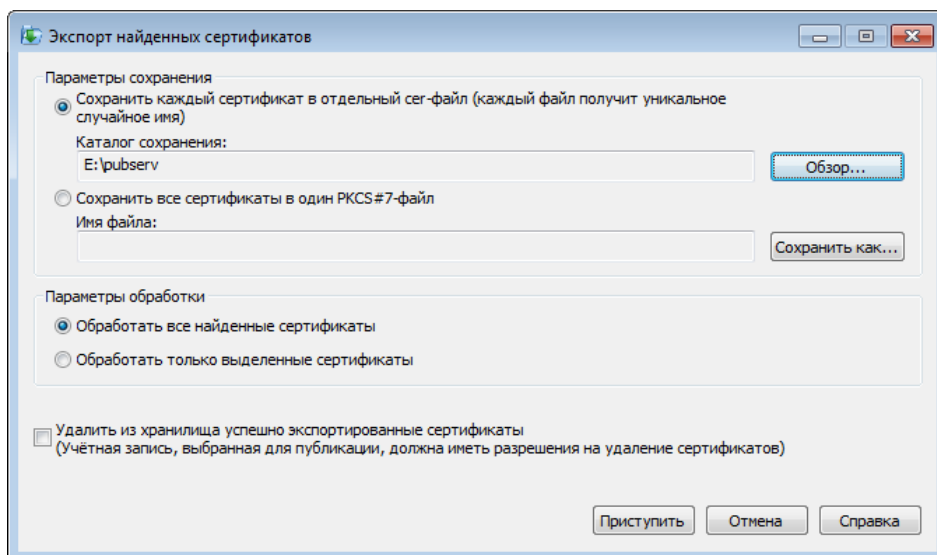 Экспорт найденных сертификатов
Параметры сохранения
Сохранить каждый сертификат в отдельный cer-файл (каждый файл получит уникальное
случайное имя)
Каталог сохранения:
E:\pubserv
Обзор...
Сохранить все сертификаты в один PKCS#7-файл
Имя файла:
Сохранить как...
Параметры обработки
Обработать все найденные сертификаты
Обработать только выделенные сертификаты
Удалить из хранилища успешно экспортированные сертификаты
(Учётная запись, выбранная для публикации, должна иметь разрешения на удаление сертификатов)
Приступить
Отмена
Справка